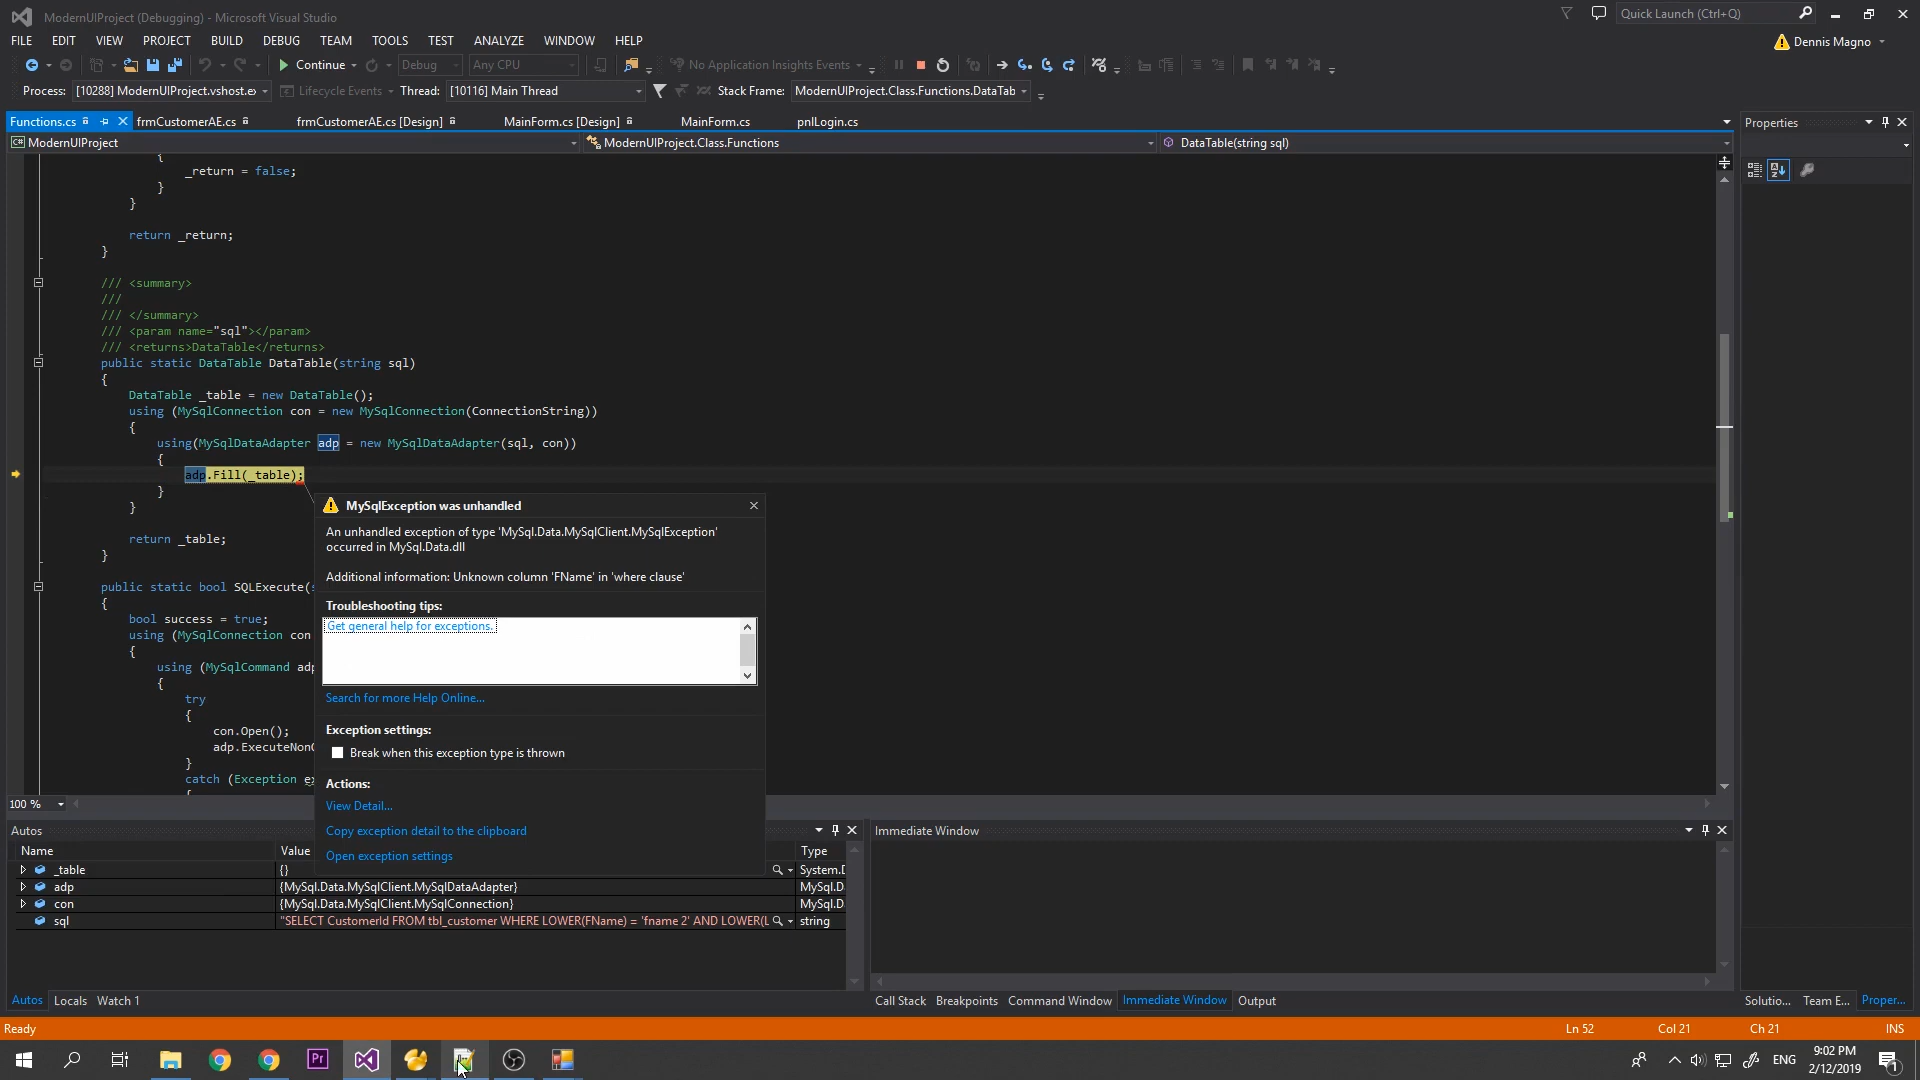 ModernUIProject (Debugging) - Microsoft Visual Studio
Quick Launch (Ctrl+Q)
FILE EDIT VIEW PROJECT BUILD DEBUG TEAM TOOLS TEST ANALYZE WINDOW HELP
Dennis Magno
Continue Debug Any CPU No Application Insights Events
Process: [10288] ModernUIProject.vshost.ex Lifecycle Events Thread: [10116] Main Thread Stack Frame: ModernUIProject.Class.Functions.DataTab
Functions.cs frmCustomerAE.cs frmCustomerAE.cs [Design] MainForm.cs [Design] MainForm.cs pnlLogin.cs
Properties
C# ModernUIProject ModernUIProject.Class.Functions DataTable(string sql)
{
_return = false;
}
}
return _return;
}
/// <summary>
///
/// </summary>
/// <param name="sql"></param>
/// <returns>DataTable</returns>
public static DataTable DataTable(string sql)
{
DataTable _table = new DataTable();
using (MySqlConnection con = new MySqlConnection(ConnectionString))
{
using(MySqlDataAdapter adp = new MySqlDataAdapter(sql, con))
{
adp.Fill(_table);
}
}
return _table;
}
public static bool SQLExecute(s
{
bool success = true;
using (MySqlConnection con
{
using (MySqlCommand adp
{
try
{
con.Open();
adp.ExecuteNon
}
catch (Exception ex
{
MySqlException was unhandled
An unhandled exception of type 'MySql.Data.MySqlClient.MySqlException'
occurred in MySql.Data.dll
Additional information: Unknown column 'FName' in 'where clause'
Troubleshooting tips:
Get general help for exceptions.
Search for more Help Online...
Exception settings:
Break when this exception type is thrown
Actions:
View Detail...
Copy exception detail to the clipboard
Open exception settings
100 %
Autos
Name Value Type
_table {} System.D
adp {MySql.Data.MySqlClient.MySqlDataAdapter} MySql.D
con {MySql.Data.MySqlClient.MySqlConnection} MySql.D
sql "SELECT CustomerId FROM tbl_customer WHERE LOWER(FName) = 'fname 2' AND LOWER(L string
Immediate Window
Autos Locals Watch 1
Call Stack Breakpoints Command Window Immediate Window Output
Solutio... Team E... Proper...
Ready Ln 52 Col 21 Ch 21 INS
Pr
ENG
9:02 PM
2/12/2019
1